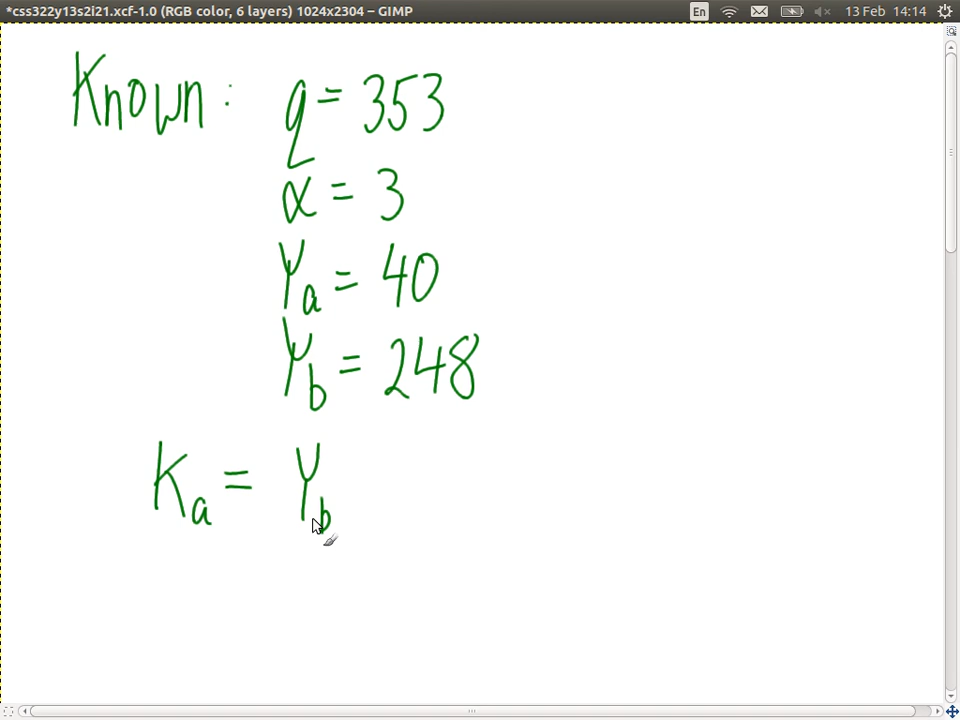 *css322y13s2i21.xcf-1.0 (RGB color, 6 layers) 1024x2304 – GIMP
En
13 Feb 14:14
Known: q = 353
α = 3
Ya = 40
Yb = 248
Ka = Yb